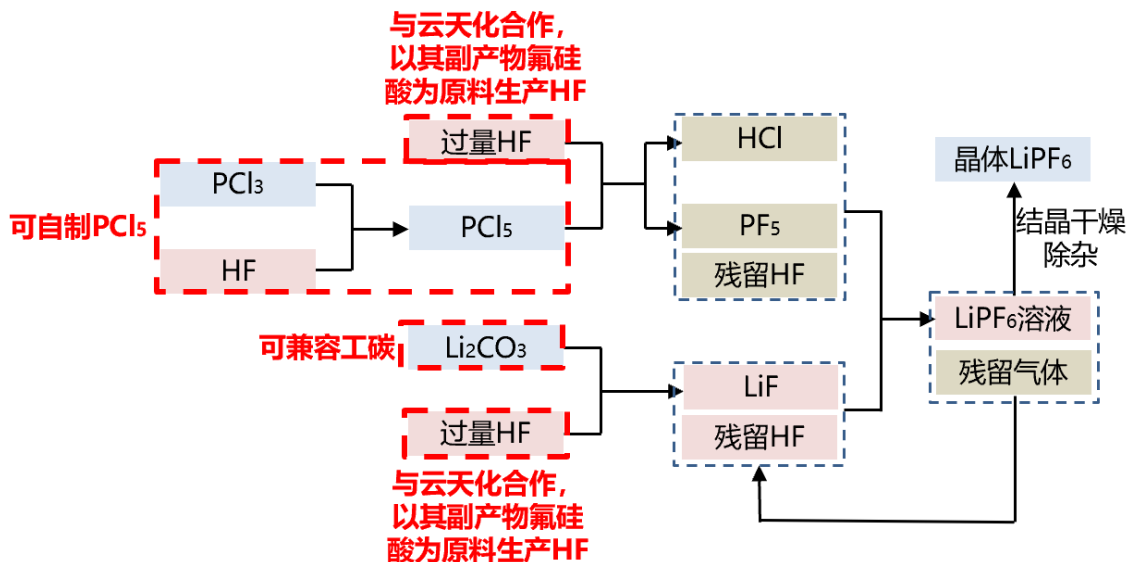 与云天化合作，
以其副产物氟硅
酸为原料生产HF
过量HF
PCl₃
可自制PCl₅
HF
PCl₅
HCl
PF₅
残留HF
晶体LiPF₆
结晶干燥
除杂
可兼容工碳
Li₂CO₃
过量HF
与云天化合作，
以其副产物氟硅
酸为原料生产HF
LiF
残留HF
LiPF₆溶液
残留气体